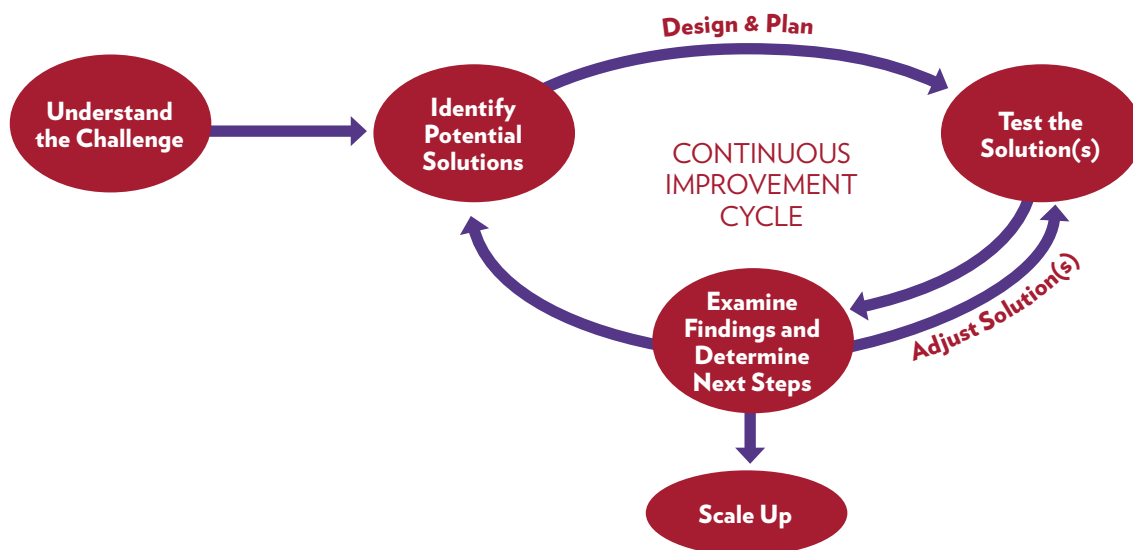 Design & Plan
Understand
the Challenge
Identify
Potential
Solutions
Test the
Solution(s)
CONTINUOUS
IMPROVEMENT
CYCLE
Examine
Findings and
Determine
Next Steps
Adjust Solution(s)
Scale Up